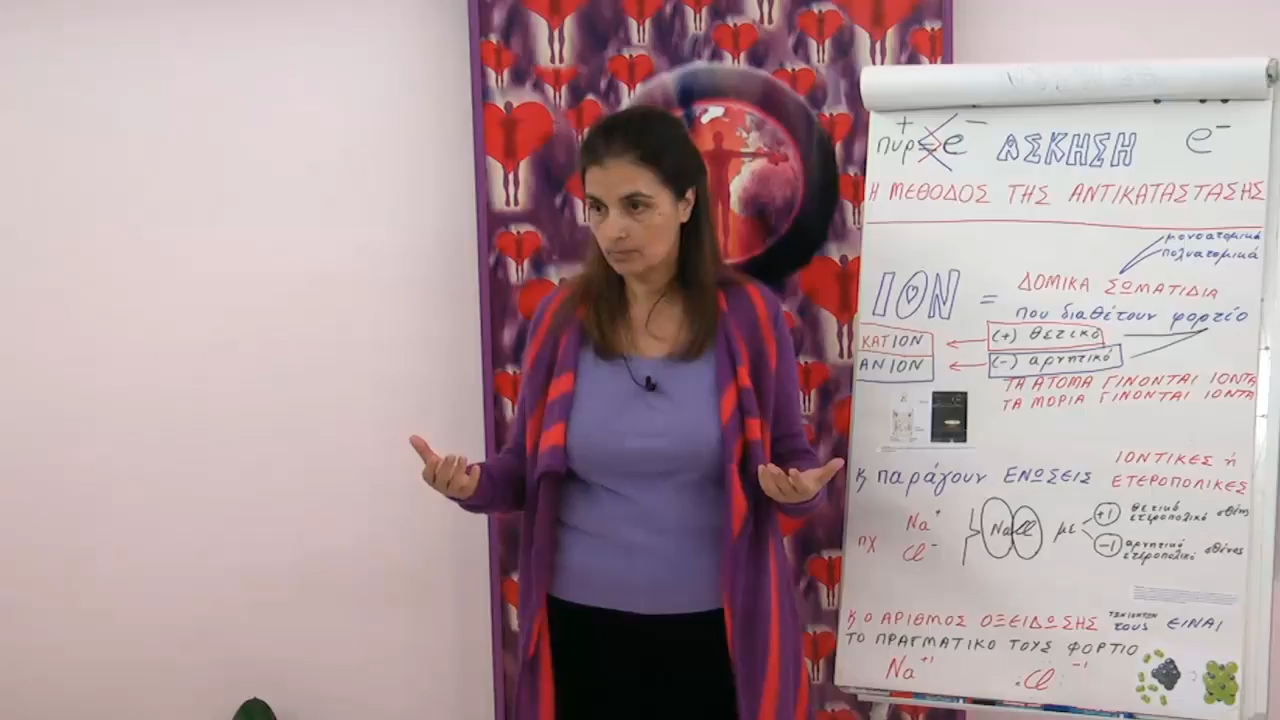 πυρ + e⁻ ΑΣΚΗΣΗ e⁻
Η ΜΕΘΟΔΟΣ ΤΗΣ ΑΝΤΙΚΑΤΑΣΤΑΣΗΣ
μονοατομικά
πολυατομικά
ΙΟΝ = ΔΟΜΙΚΑ ΣΩΜΑΤΙΔΙΑ
που διαθέτουν φορτίο
ΚΑΤΙΟΝ (+) θετικό
ΑΝΙΟΝ (-) αρνητικό
ΤΑ ΑΤΟΜΑ ΓΙΝΟΝΤΑΙ ΙΟΝΤΑ
ΤΑ ΜΟΡΙΑ ΓΙΝΟΝΤΑΙ ΙΟΝΤΑ
ϗ παράγουν ΕΝΩΣΕΙΣ ΙΟΝΤΙΚΕΣ ή
ΕΤΕΡΟΠΟΛΙΚΕΣ
πχ Na⁺
Cl⁻
NaCl με
+1 θετικό ετεροπολικό σθένος
-1 αρνητικό ετεροπολικό σθένος
ϗ Ο ΑΡΙΘΜΟΣ ΟΞΕΙΔΩΣΗΣ ΤΩΝ ΙΟΝΤΩΝ τους ΕΙΝΑΙ
ΤΟ ΠΡΑΓΜΑΤΙΚΟ ΤΟΥΣ ΦΟΡΤΙΟ
Na⁺¹ Cl⁻¹